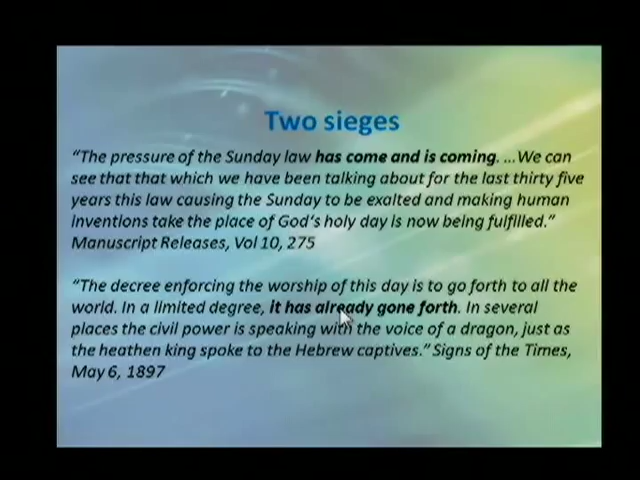 Two sieges
“The pressure of the Sunday law has come and is coming. ...We can
see that that which we have been talking about for the last thirty five
years this law causing the Sunday to be exalted and making human
inventions take the place of God’s holy day is now being fulfilled.”
Manuscript Releases, Vol 10, 275
“The decree enforcing the worship of this day is to go forth to all the
world. In a limited degree, it has already gone forth. In several
places the civil power is speaking with the voice of a dragon, just as
the heathen king spoke to the Hebrew captives.” Signs of the Times,
May 6, 1897